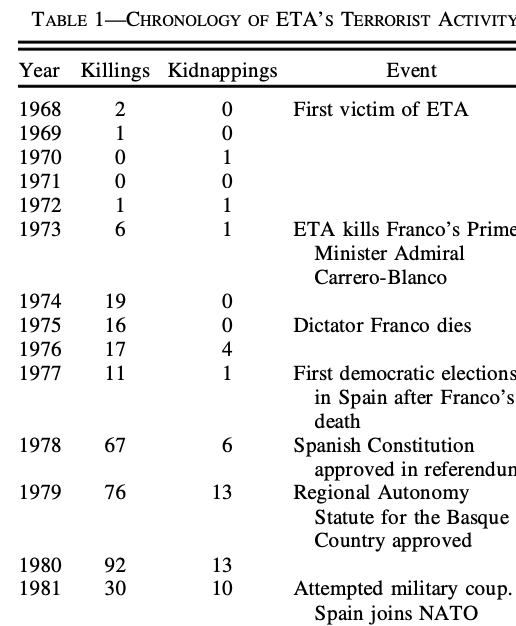 TABLE 1—CHRONOLOGY OF ETA'S TERRORIST ACTIVITY
Year Killings Kidnappings Event
1968 2 0 First victim of ETA
1969 1 0
1970 0 1
1971 0 0
1972 1 1
1973 6 1 ETA kills Franco's Prime
Minister Admiral
Carrero-Blanco
1974 19 0
1975 16 0 Dictator Franco dies
1976 17 4
1977 11 1 First democratic elections
in Spain after Franco's
death
1978 67 6 Spanish Constitution
approved in referendum
1979 76 13 Regional Autonomy
Statute for the Basque
Country approved
1980 92 13
1981 30 10 Attempted military coup.
Spain joins NATO